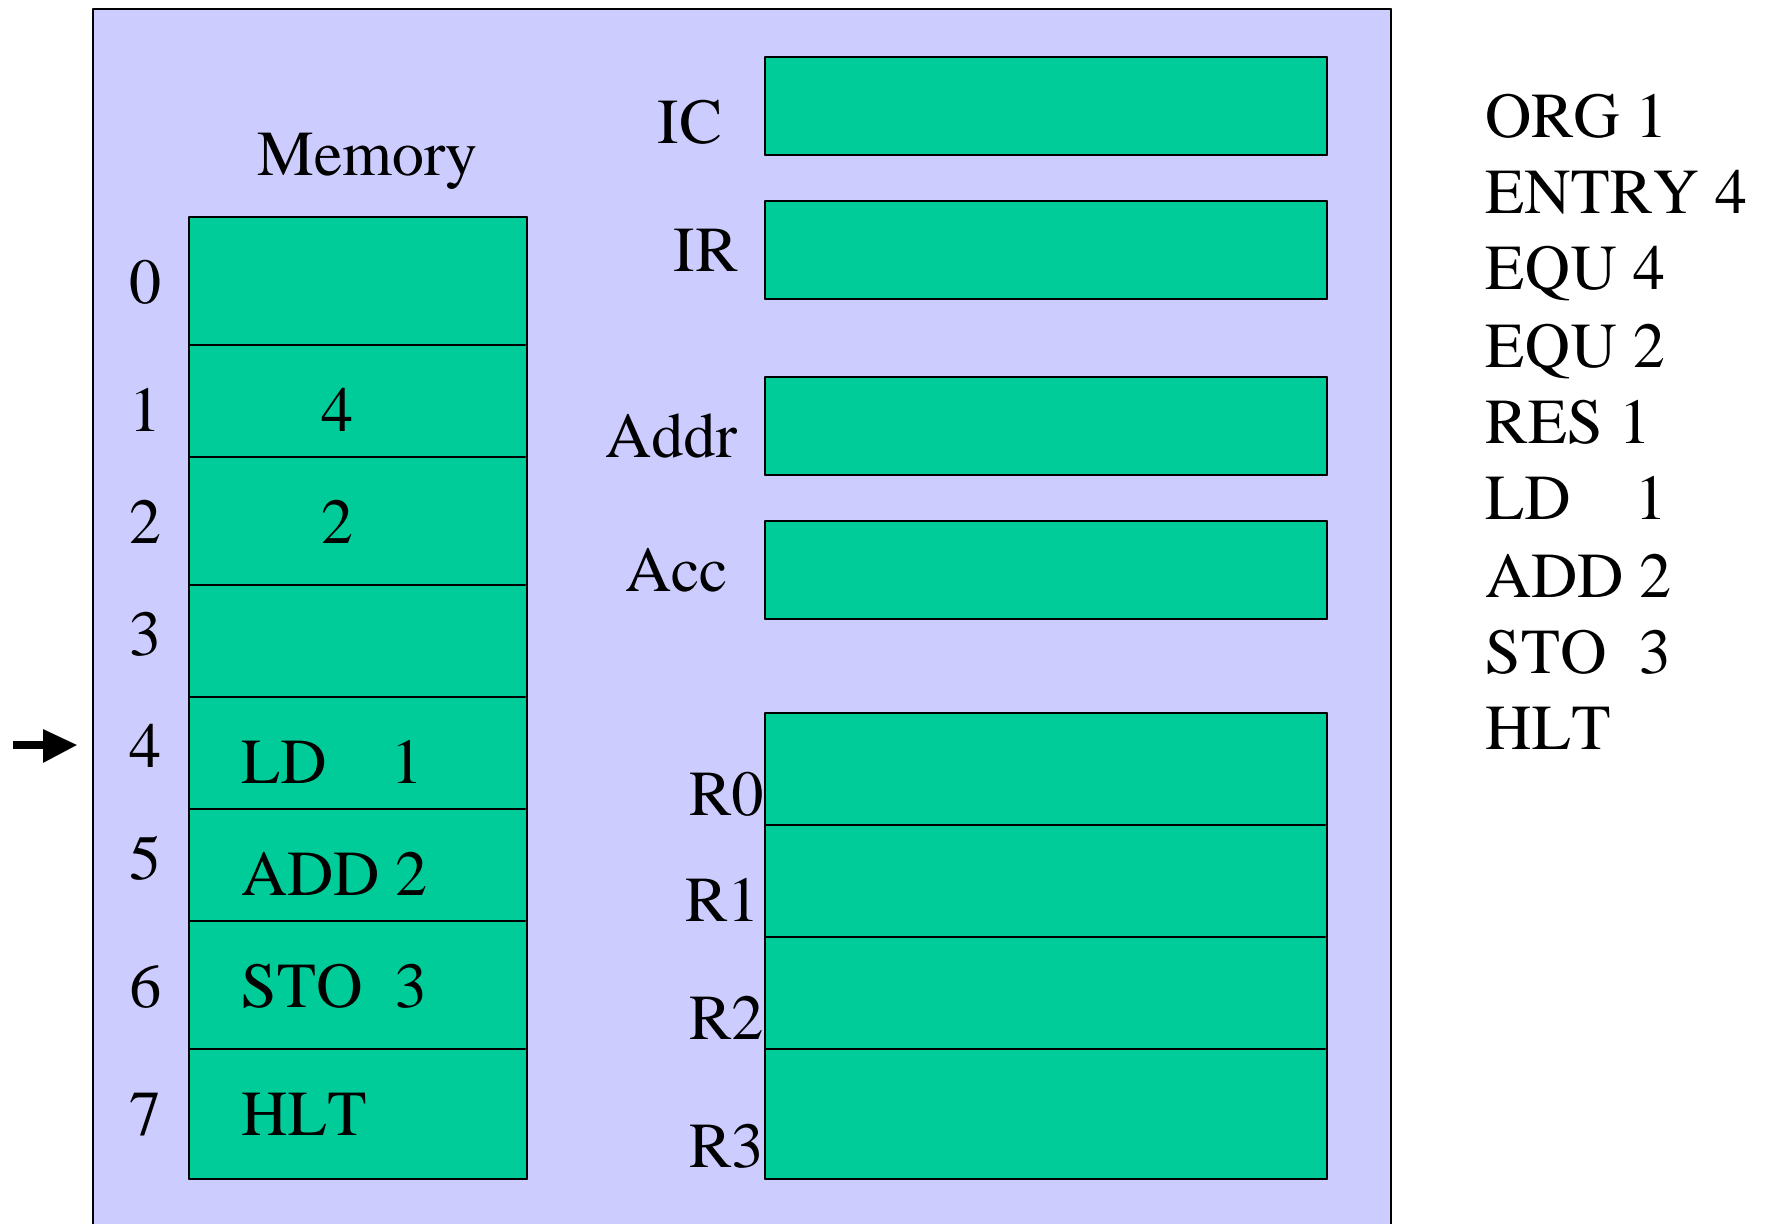 Memory
0
1 4
2 2
3
4 LD 1
5 ADD 2
6 STO 3
7 HLT
IC
IR
Addr
Acc
R0
R1
R2
R3
ORG 1
ENTRY 4
EQU 4
EQU 2
RES 1
LD 1
ADD 2
STO 3
HLT